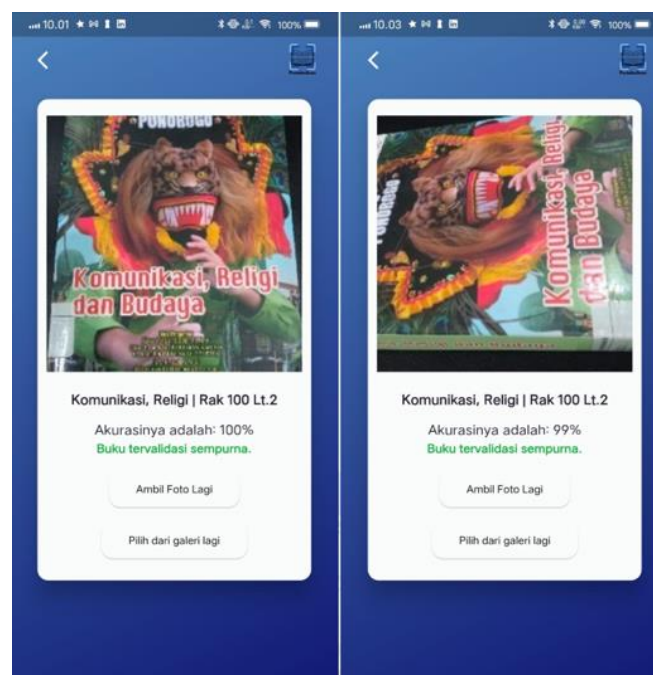 10.01
100%
PONOROGO
Komunikasi, Religi
dan Budaya
Komunikasi, Religi | Rak 100 Lt.2
Akurasinya adalah: 100%
Buku tervalidasi sempurna.
Ambil Foto Lagi
Pilih dari galeri lagi
10.03
100%
PONOROGO
Komunikasi, Religi
dan Budaya
Komunikasi, Religi | Rak 100 Lt.2
Akurasinya adalah: 99%
Buku tervalidasi sempurna.
Ambil Foto Lagi
Pilih dari galeri lagi